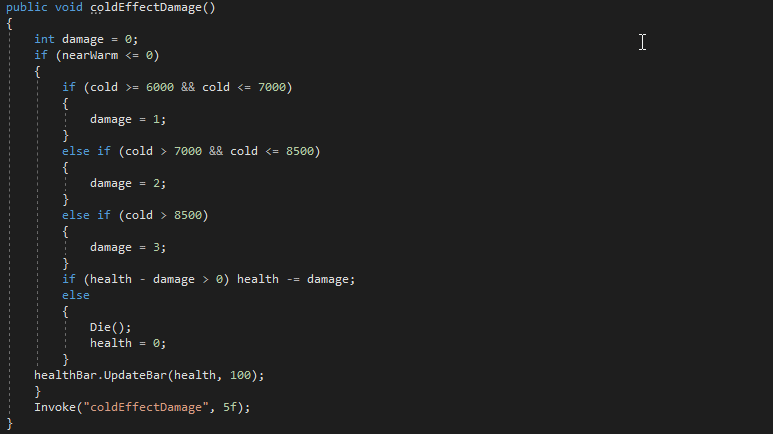 public void coldEffectDamage()
{
int damage = 0;
if (nearWarm <= 0)
{
if (cold >= 6000 && cold <= 7000)
{
damage = 1;
}
else if (cold > 7000 && cold <= 8500)
{
damage = 2;
}
else if (cold > 8500)
{
damage = 3;
}
if (health - damage > 0) health -= damage;
else
{
Die();
health = 0;
}
healthBar.UpdateBar(health, 100);
}
Invoke("coldEffectDamage", 5f);
}